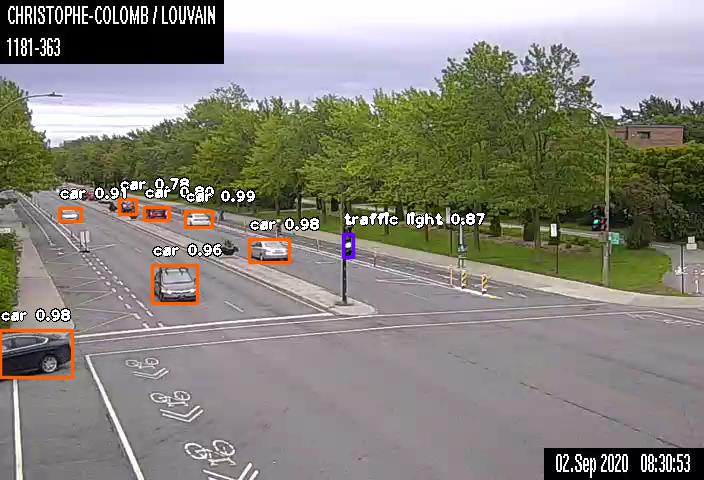 CHRISTOPHE-COLOMB / LOUVAIN
1181-363
car 0.91
car 0.78
car 0.99
car 0.98
traffic light 0.87
car 0.96
car 0.98
02.Sep 2020 08:30:53